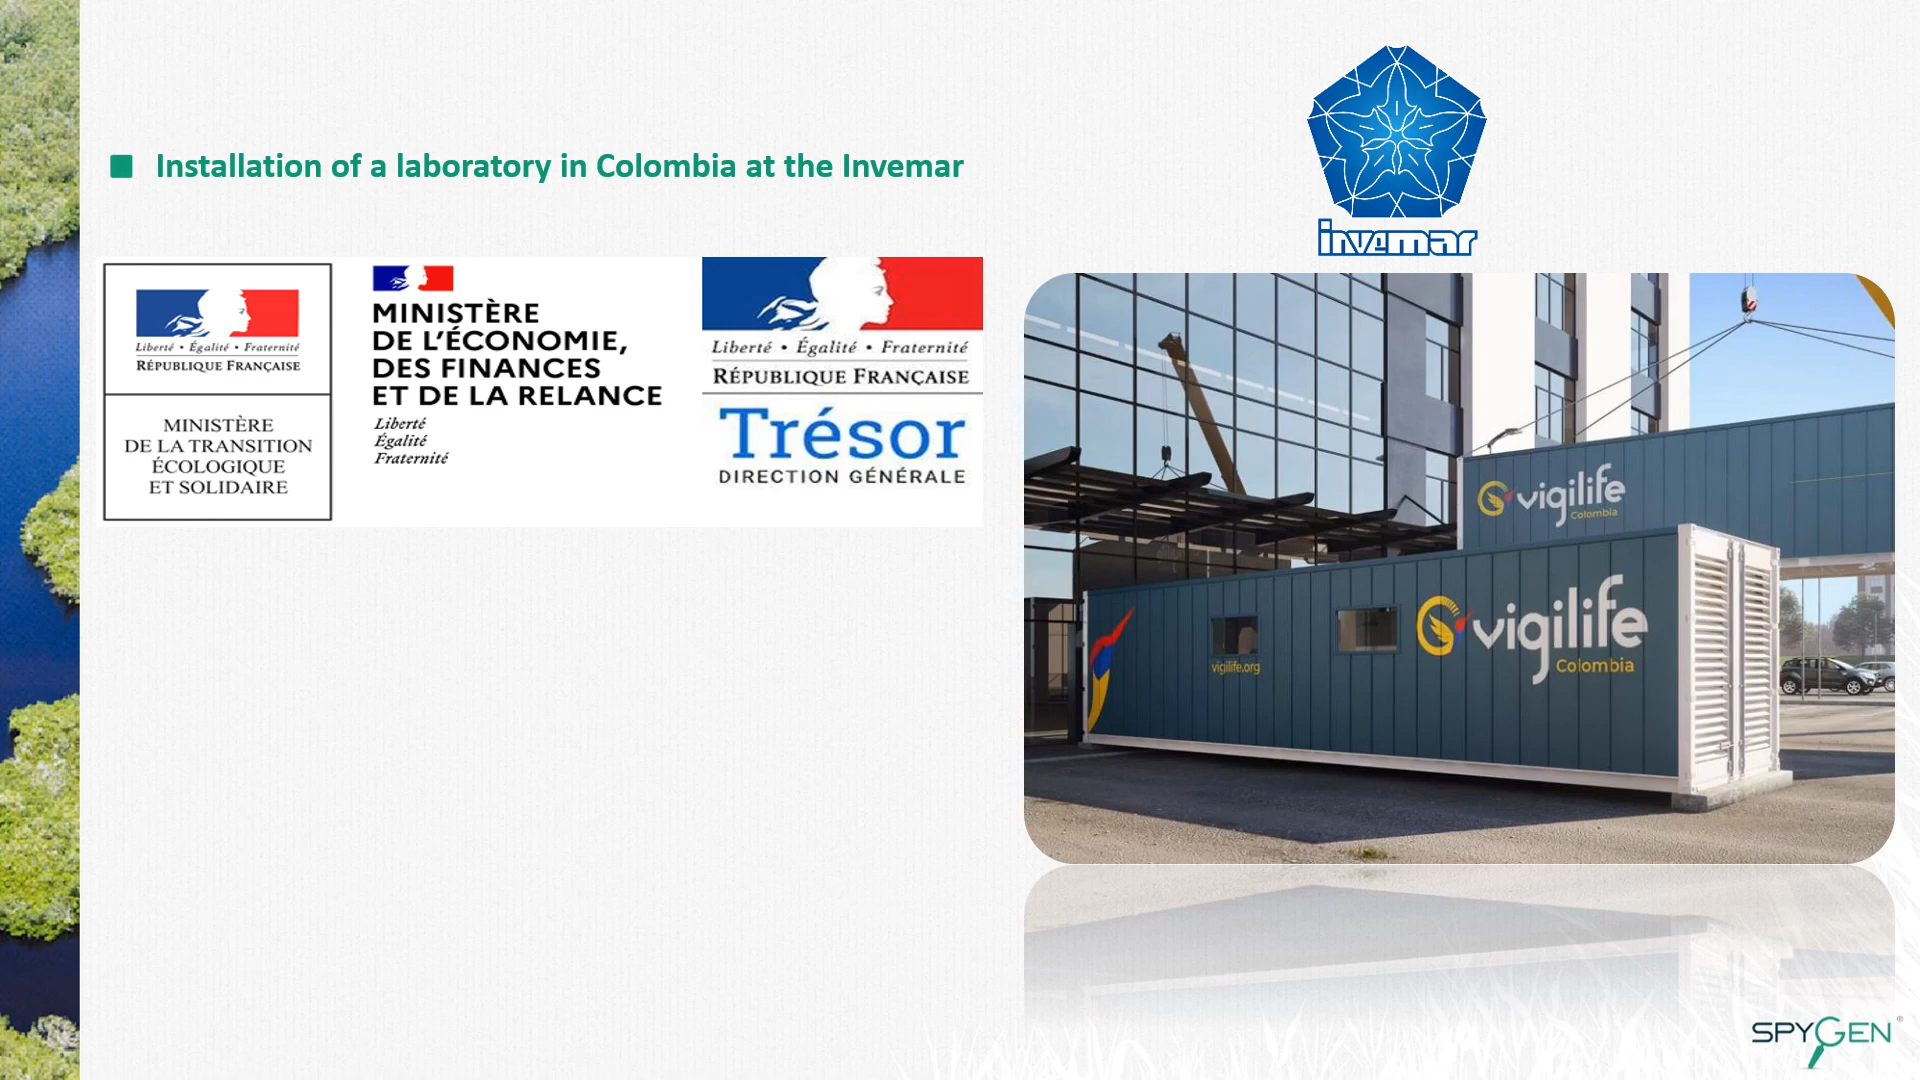 Installation of a laboratory in Colombia at the Invemar
invemar
Liberté • Égalité • Fraternité
RÉPUBLIQUE FRANÇAISE
MINISTÈRE
DE LA TRANSITION
ÉCOLOGIQUE
ET SOLIDAIRE
MINISTÈRE
DE L'ÉCONOMIE,
DES FINANCES
ET DE LA RELANCE
Liberté
Égalité
Fraternité
Liberté • Égalité • Fraternité
RÉPUBLIQUE FRANÇAISE
Trésor
DIRECTION GÉNÉRALE
vigilife
Colombia
vigilife
Colombia
vigilife.org
SPYGEN®